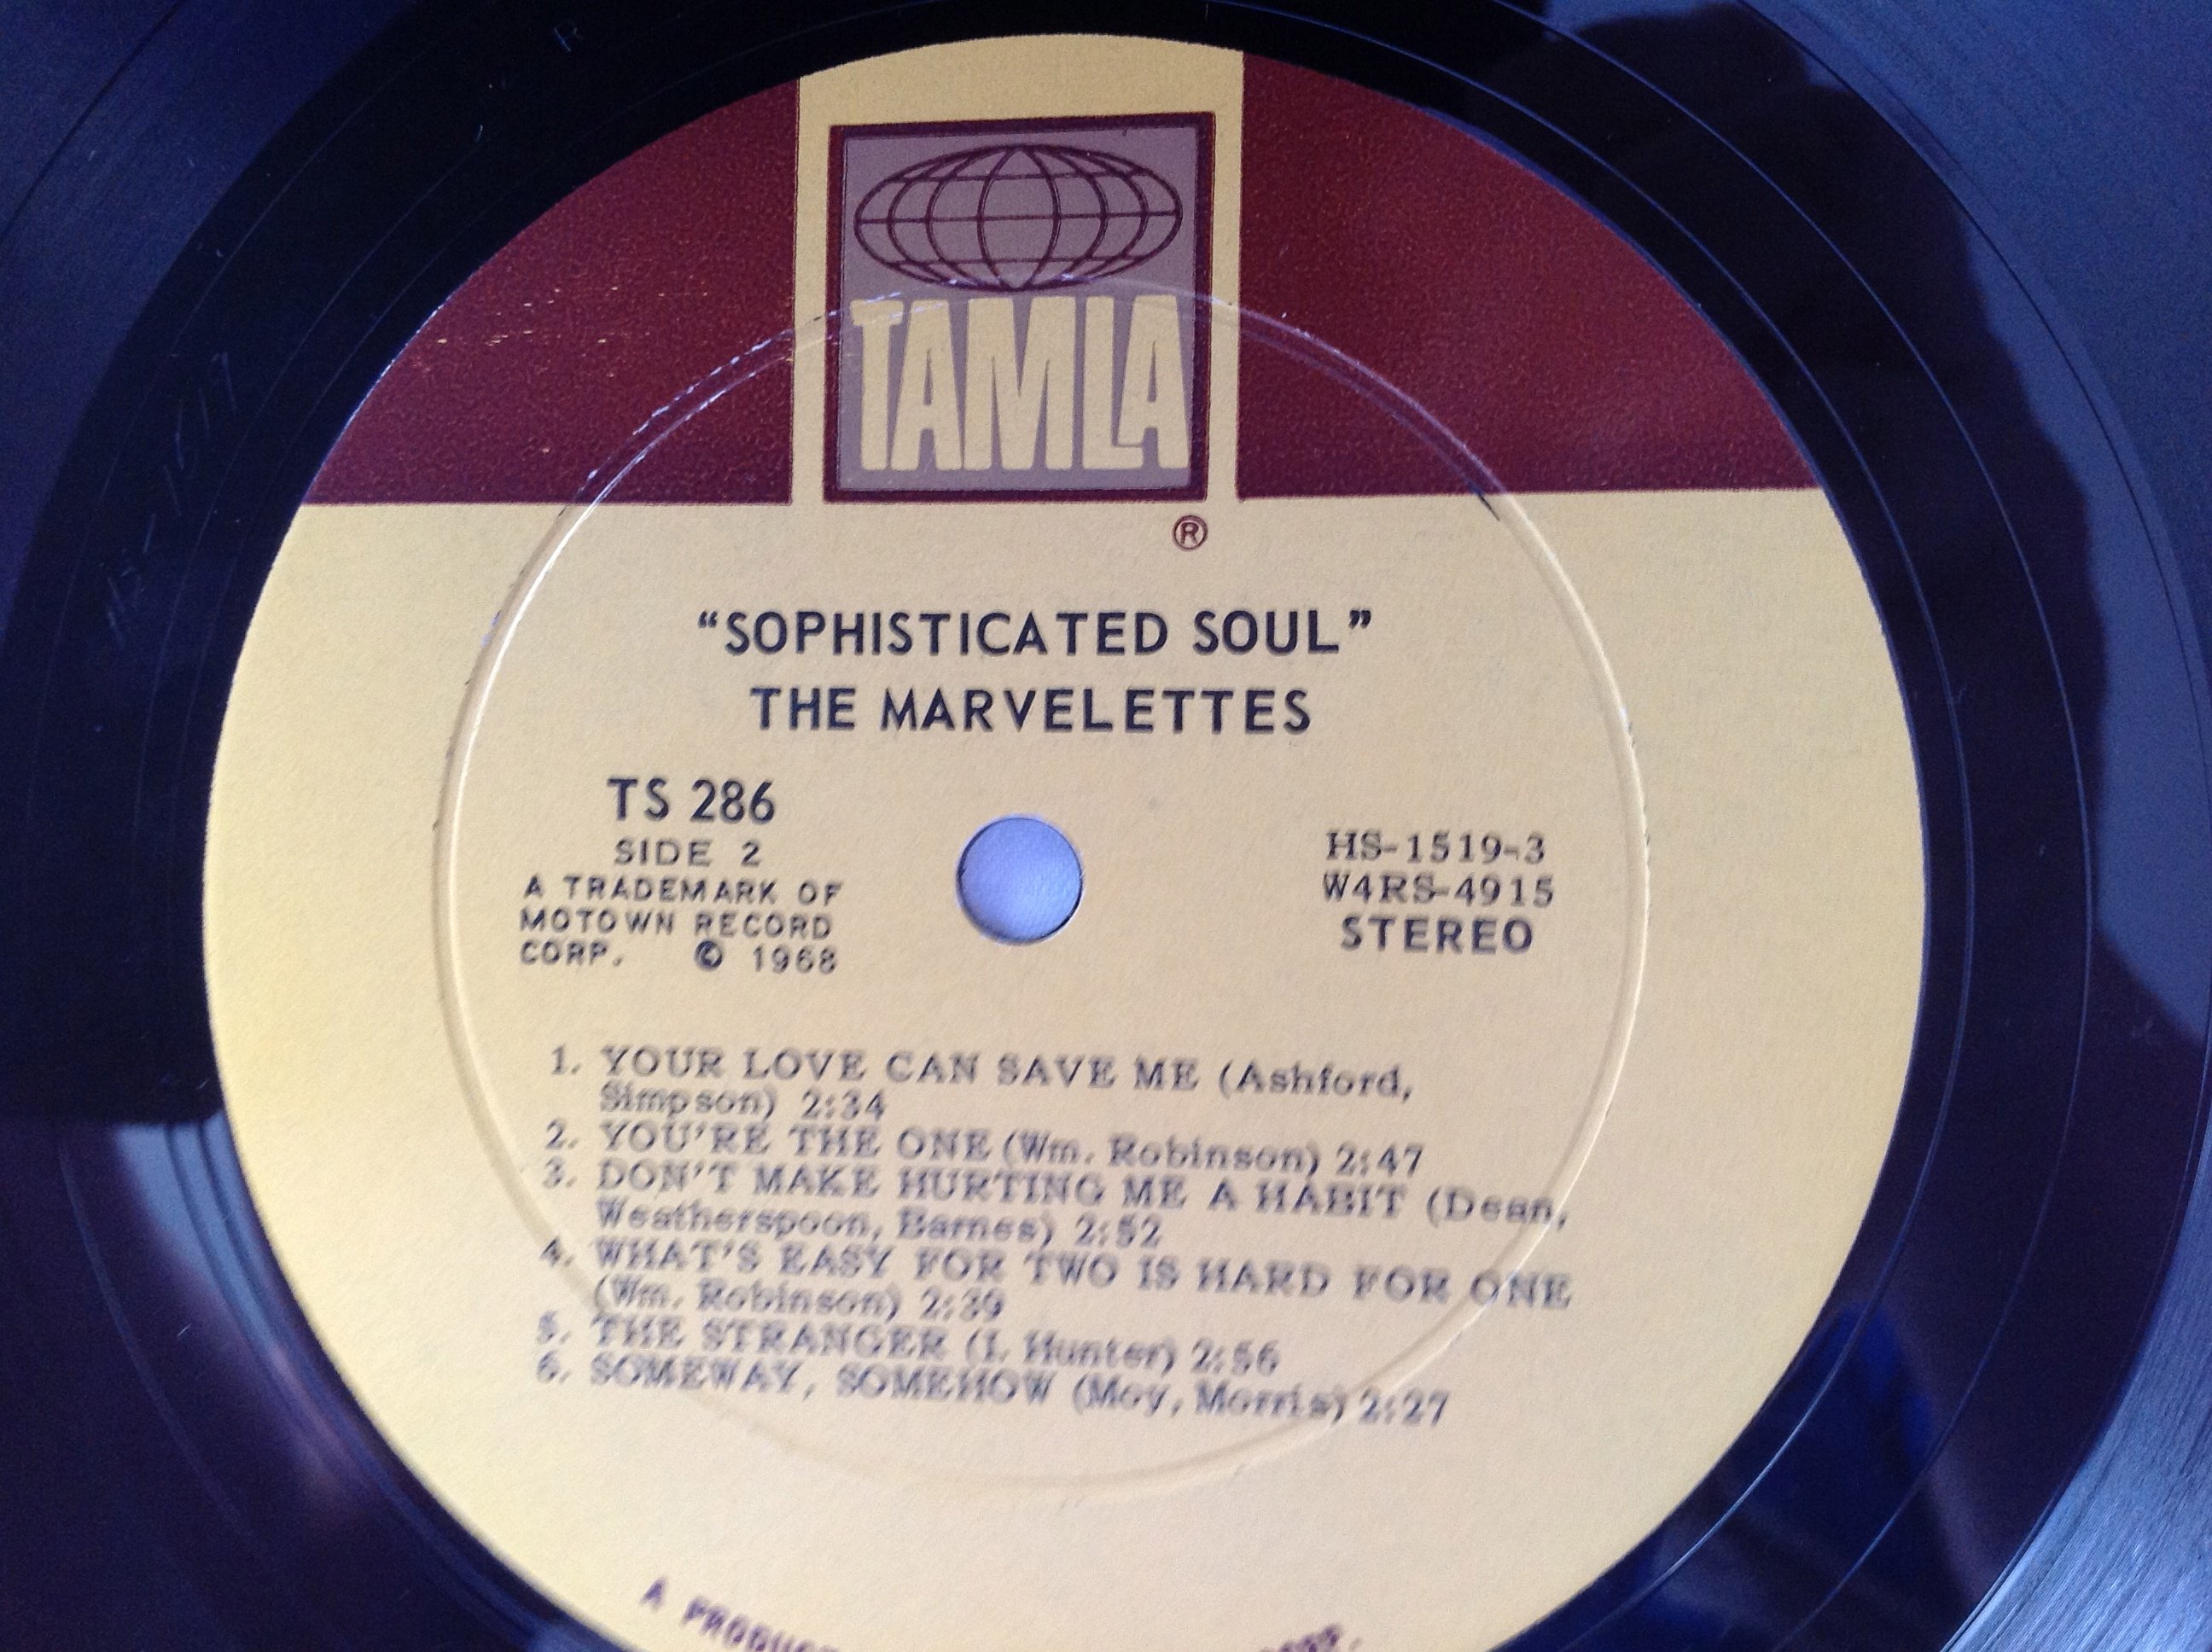 TAMLA
®
“SOPHISTICATED SOUL”
THE MARVELETTES
TS 286
SIDE 2
A TRADEMARK OF
MOTOWN RECORD
CORP. © 1968
HS-1519-3
W4RS-4915
STEREO
1. YOUR LOVE CAN SAVE ME (Ashford,
Simpson) 2:34
2. YOU'RE THE ONE (Wm. Robinson) 2:47
3. DON'T MAKE HURTING ME A HABIT (Dean,
Weatherspoon, Barnes) 2:52
4. WHAT'S EASY FOR TWO IS HARD FOR ONE
(Wm. Robinson) 2:39
5. THE STRANGER (I. Hunter) 2:56
6. SOMEWAY, SOMEHOW (Moy, Morris) 2:27
A